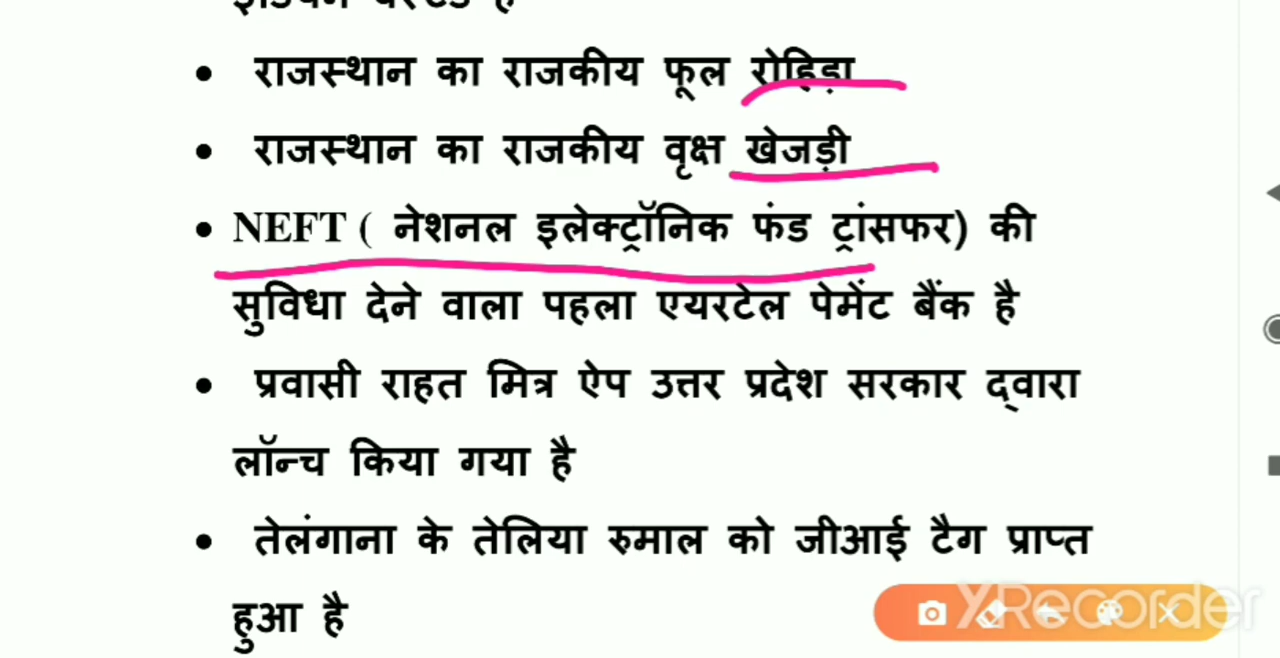 है
• राजस्थान का राजकीय फूल रोहिड़ा
• राजस्थान का राजकीय वृक्ष खेजड़ी
• NEFT ( नेशनल इलेक्ट्रॉनिक फंड ट्रांसफर) की
सुविधा देने वाला पहला एयरटेल पेमेंट बैंक है
• प्रवासी राहत मित्र ऐप उत्तर प्रदेश सरकार द्वारा
लॉन्च किया गया है
• तेलंगाना के तेलिया रुमाल को जीआई टैग प्राप्त
हुआ है
XRecorder